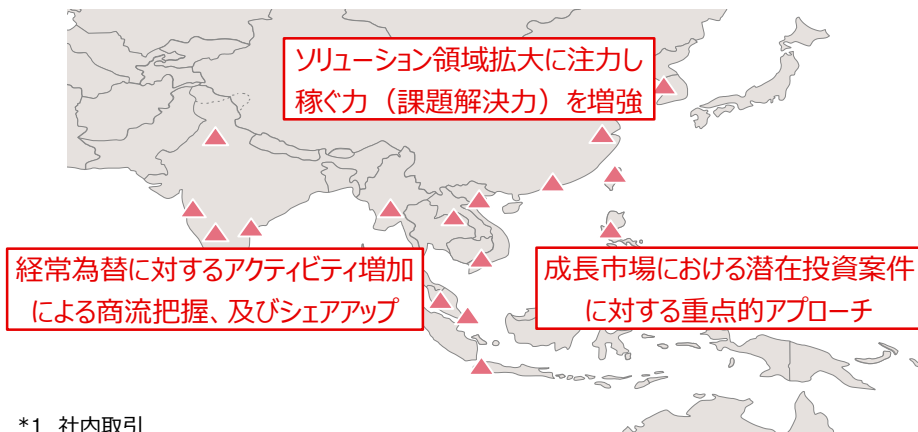 ソリューション領域拡大に注力し
稼ぐ力（課題解決力）を増強
経常為替に対するアクティビティ増加
による商流把握、及びシェアアップ
成長市場における潜在投資案件
に対する重点的アプローチ
*1 社内取引